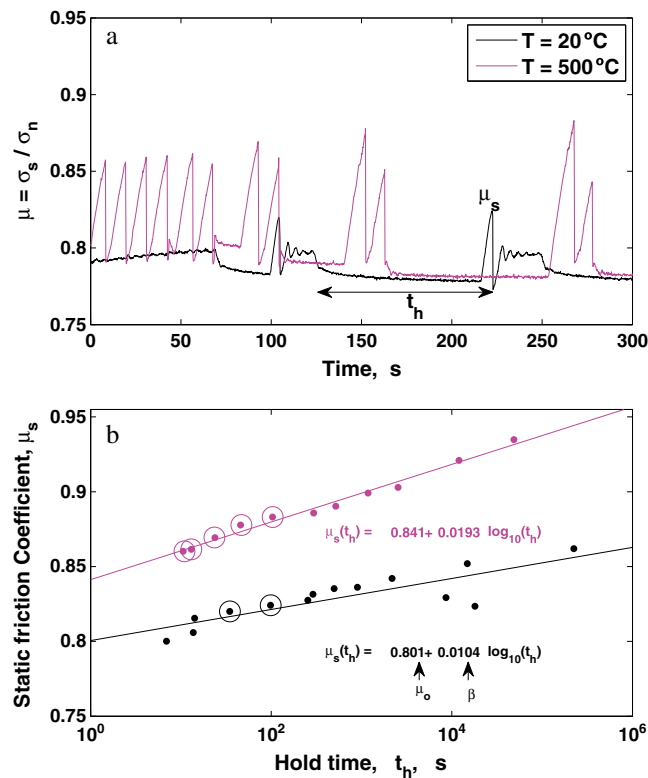 a
T = 20 °C
T = 500 °C
0.95
0.9
0.85
0.8
0.75
μ = σs / σn
μs
th
0 50 100 150 200 250 300
Time, s
b
0.95
0.9
0.85
0.8
0.75
Static friction Coefficient, μs
μs(th) = 0.841+ 0.0193 log10(th)
μs(th) = 0.801+ 0.0104 log10(th)
μo β
10^0 10^2 10^4 10^6
Hold time, th, s